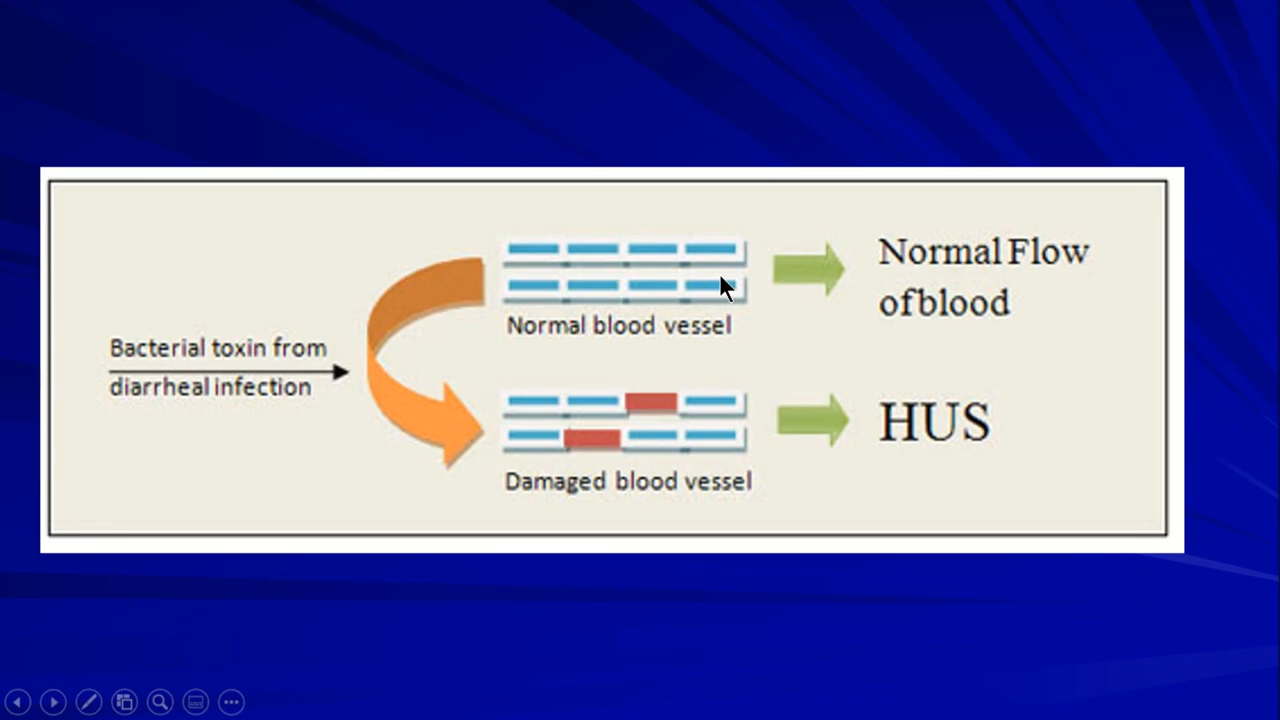 Normal Flow
of blood
Normal blood vessel
Bacterial toxin from
diarrheal infection
HUS
Damaged blood vessel